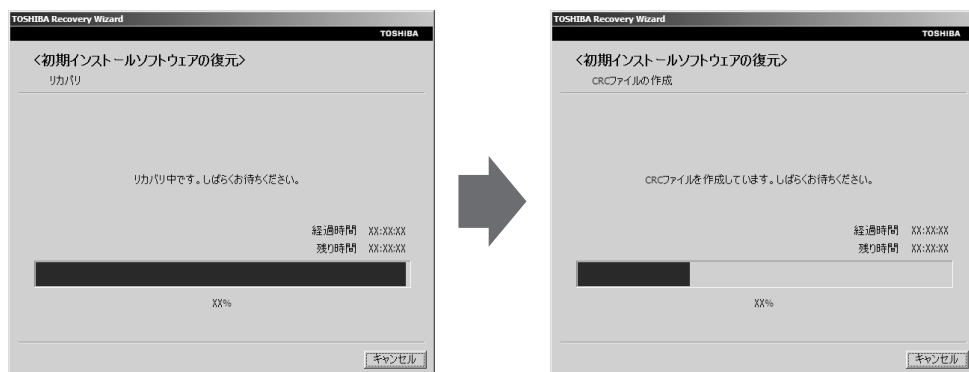 TOSHIBA Recovery Wizard
TOSHIBA
<初期インストールソフトウェアの復元>
リカバリ
リカバリ中です。しばらくお待ちください。
経過時間 XX:XX:XX
残り時間 XX:XX:XX
XX%
キャンセル
TOSHIBA Recovery Wizard
TOSHIBA
<初期インストールソフトウェアの復元>
CRCファイルの作成
CRCファイルを作成しています。しばらくお待ちください。
経過時間 XX:XX:XX
残り時間 XX:XX:XX
XX%
キャンセル